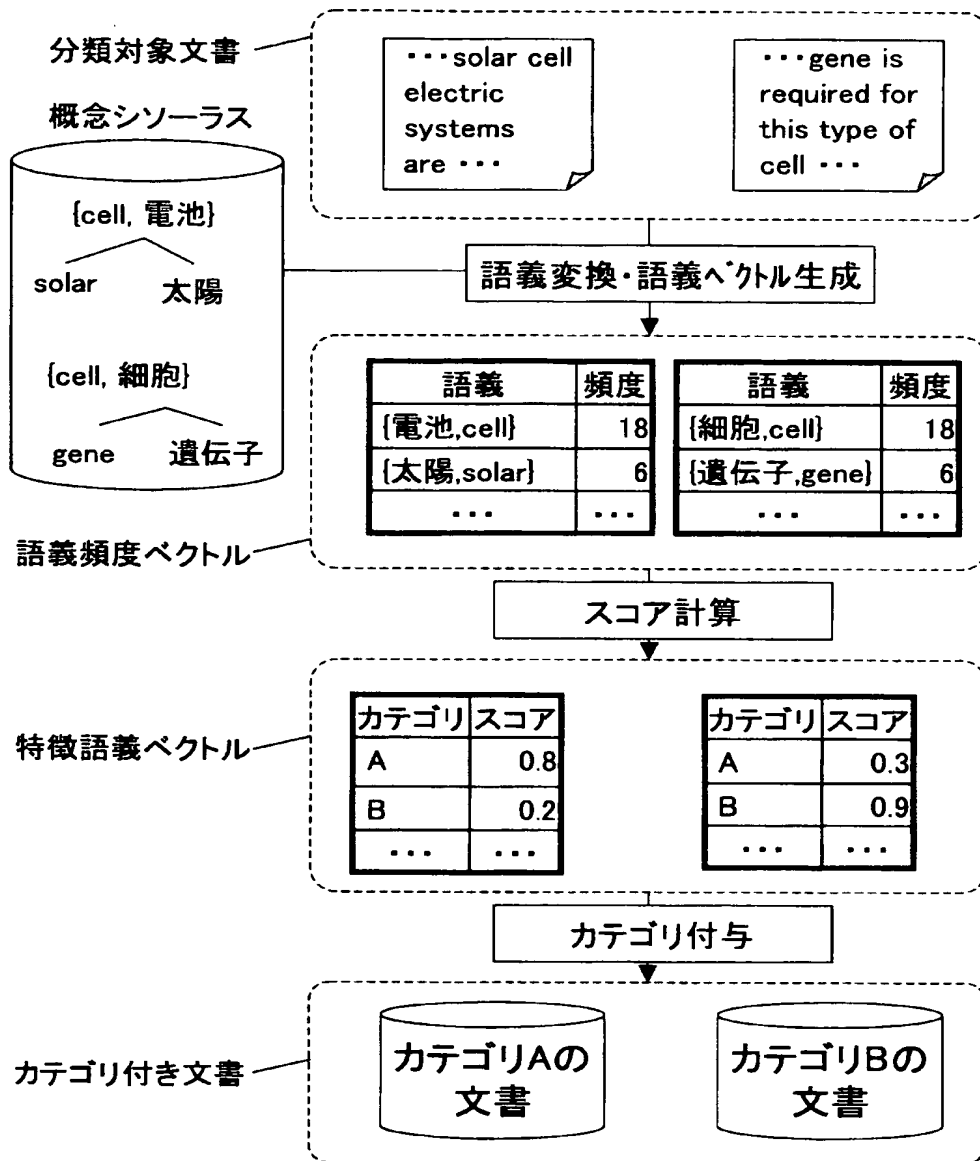 分類対象文書
・・・solar cell
electric
systems
are ・・・
・・・gene is
required for
this type of
cell ・・・
概念シソーラス
{cell, 電池}
solar 太陽
{cell, 細胞}
gene 遺伝子
語義変換・語義ベクトル生成
語義 頻度
{電池,cell} 18
{太陽,solar} 6
・・・ ・・・
語義 頻度
{細胞,cell} 18
{遺伝子,gene} 6
・・・ ・・・
語義頻度ベクトル
スコア計算
特徴語義ベクトル
カテゴリ スコア
A 0.8
B 0.2
・・・ ・・・
カテゴリ スコア
A 0.3
B 0.9
・・・ ・・・
カテゴリ付与
カテゴリ付き文書
カテゴリAの
文書
カテゴリBの
文書